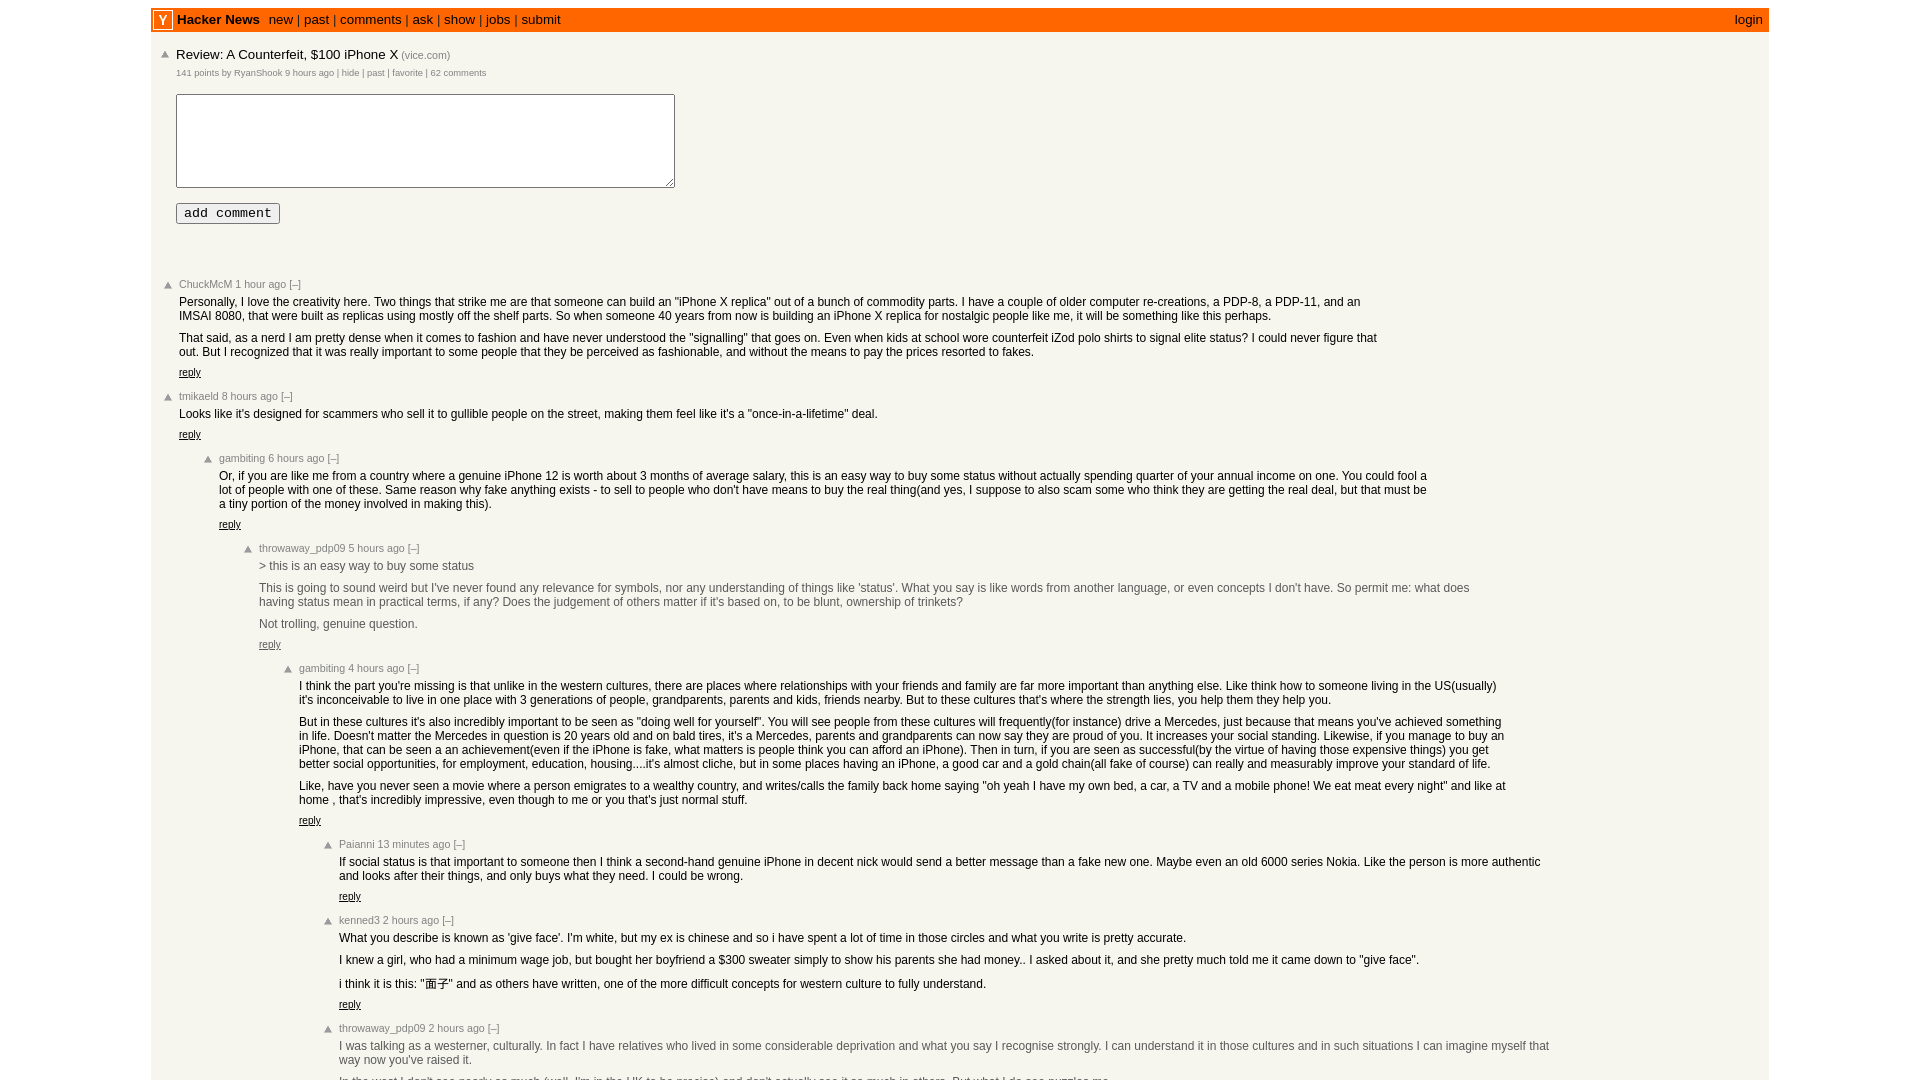 Y Hacker News new | past | comments | ask | show | jobs | submit login
Review: A Counterfeit, $100 iPhone X (vice.com)
141 points by RyanShook 9 hours ago | hide | past | favorite | 62 comments
add comment
ChuckMcM 1 hour ago [–]
Personally, I love the creativity here. Two things that strike me are that someone can build an "iPhone X replica" out of a bunch of commodity parts. I have a couple of older computer re-creations, a PDP-8, a PDP-11, and an
IMSAI 8080, that were built as replicas using mostly off the shelf parts. So when someone 40 years from now is building an iPhone X replica for nostalgic people like me, it will be something like this perhaps.
That said, as a nerd I am pretty dense when it comes to fashion and have never understood the "signalling" that goes on. Even when kids at school wore counterfeit iZod polo shirts to signal elite status? I could never figure that
out. But I recognized that it was really important to some people that they be perceived as fashionable, and without the means to pay the prices resorted to fakes.
reply
tmikaeld 8 hours ago [–]
Looks like it's designed for scammers who sell it to gullible people on the street, making them feel like it's a "once-in-a-lifetime" deal.
reply
gambiting 6 hours ago [–]
Or, if you are like me from a country where a genuine iPhone 12 is worth about 3 months of average salary, this is an easy way to buy some status without actually spending quarter of your annual income on one. You could fool a
lot of people with one of these. Same reason why fake anything exists - to sell to people who don't have means to buy the real thing(and yes, I suppose to also scam some who think they are getting the real deal, but that must be
a tiny portion of the money involved in making this).
reply
throwaway_pdp09 5 hours ago [–]
> this is an easy way to buy some status
This is going to sound weird but I've never found any relevance for symbols, nor any understanding of things like 'status'. What you say is like words from another language, or even concepts I don't have. So permit me: what does
having status mean in practical terms, if any? Does the judgement of others matter if it's based on, to be blunt, ownership of trinkets?
Not trolling, genuine question.
reply
gambiting 4 hours ago [–]
I think the part you're missing is that unlike in the western cultures, there are places where relationships with your friends and family are far more important than anything else. Like think how to someone living in the US(usually)
it's inconceivable to live in one place with 3 generations of people, grandparents, parents and kids, friends nearby. But to these cultures that's where the strength lies, you help them they help you.
But in these cultures it's also incredibly important to be seen as "doing well for yourself". You will see people from these cultures will frequently(for instance) drive a Mercedes, just because that means you've achieved something
in life. Doesn't matter the Mercedes in question is 20 years old and on bald tires, it's a Mercedes, parents and grandparents can now say they are proud of you. It increases your social standing. Likewise, if you manage to buy an
iPhone, that can be seen a an achievement(even if the iPhone is fake, what matters is people think you can afford an iPhone). Then in turn, if you are seen as successful(by the virtue of having those expensive things) you get
better social opportunities, for employment, education, housing....it's almost cliche, but in some places having an iPhone, a good car and a gold chain(all fake of course) can really and measurably improve your standard of life.
Like, have you never seen a movie where a person emigrates to a wealthy country, and writes/calls the family back home saying "oh yeah I have my own bed, a car, a TV and a mobile phone! We eat meat every night" and like at
home , that's incredibly impressive, even though to me or you that's just normal stuff.
reply
Paianni 13 minutes ago [–]
If social status is that important to someone then I think a second-hand genuine iPhone in decent nick would send a better message than a fake new one. Maybe even an old 6000 series Nokia. Like the person is more authentic
and looks after their things, and only buys what they need. I could be wrong.
reply
kenned3 2 hours ago [–]
What you describe is known as 'give face'. I'm white, but my ex is chinese and so i have spent a lot of time in those circles and what you write is pretty accurate.
I knew a girl, who had a minimum wage job, but bought her boyfriend a $300 sweater simply to show his parents she had money.. I asked about it, and she pretty much told me it came down to "give face".
i think it is this: "面子" and as others have written, one of the more difficult concepts for western culture to fully understand.
reply
throwaway_pdp09 2 hours ago [–]
I was talking as a westerner, culturally. In fact I have relatives who lived in some considerable deprivation and what you say I recognise strongly. I can understand it in those cultures and in such situations I can imagine myself that
way now you've raised it.